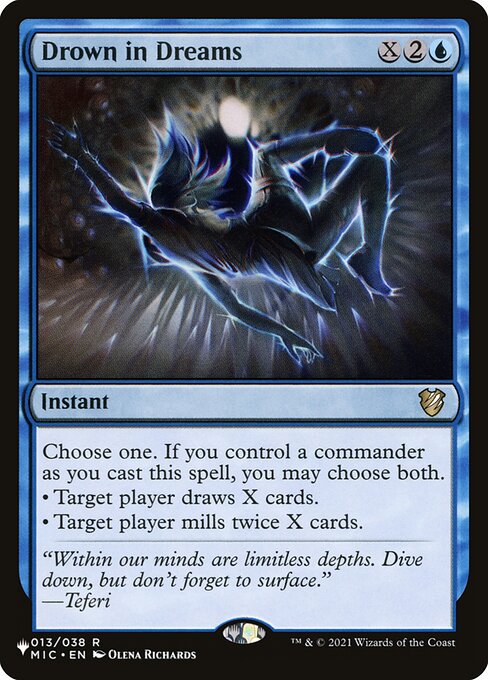 Drown in Dreams X2
Instant
Choose one. If you control a commander
as you cast this spell, you may choose both.
• Target player draws X cards.
• Target player mills twice X cards.
“Within our minds are limitless depths. Dive
down, but don’t forget to surface.”
—Teferi
013/038 R
MIC • EN Olena Richards
™ & © 2021 Wizards of the Coast